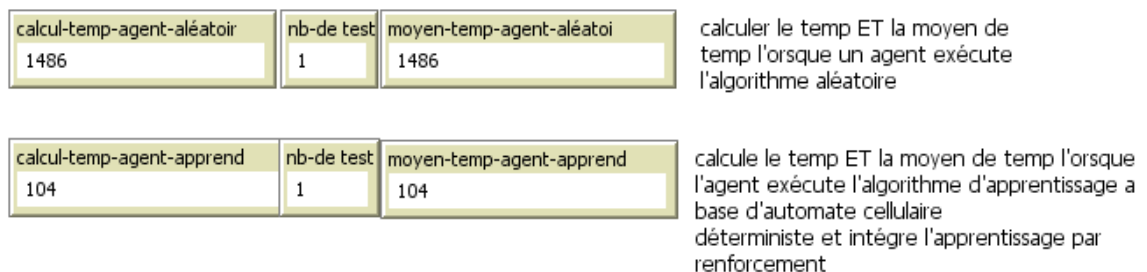 calcul-temp-agent-aléatoir nb-de test moyen-temp-agent-aléatoi
1486 1 1486
calculer le temp ET la moyen de
temp l'orsque un agent exécute
l'algorithme aléatoire
calcul-temp-agent-apprend nb-de test moyen-temp-agent-apprend
104 1 104
calcule le temp ET la moyen de temp l'orsque
l'agent exécute l'algorithme d'apprentissage a
base d'automate cellulaire
déterministe et intégre l'apprentissage par
renforcement